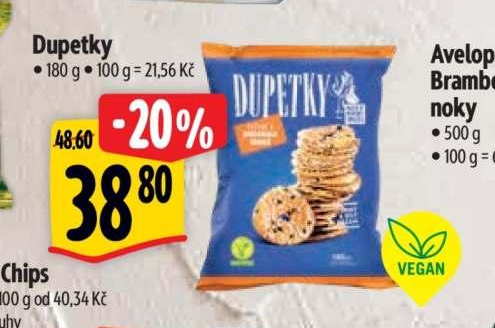 Dupetky
• 180 g • 100 g = 21,56 Kč
-20%
48,60
38 80
DUPETKY
VEGAN
Avelop
Brambo
noky
• 500 g
• 100 g =
Chips
100 g od 40,34 Kč
uhy